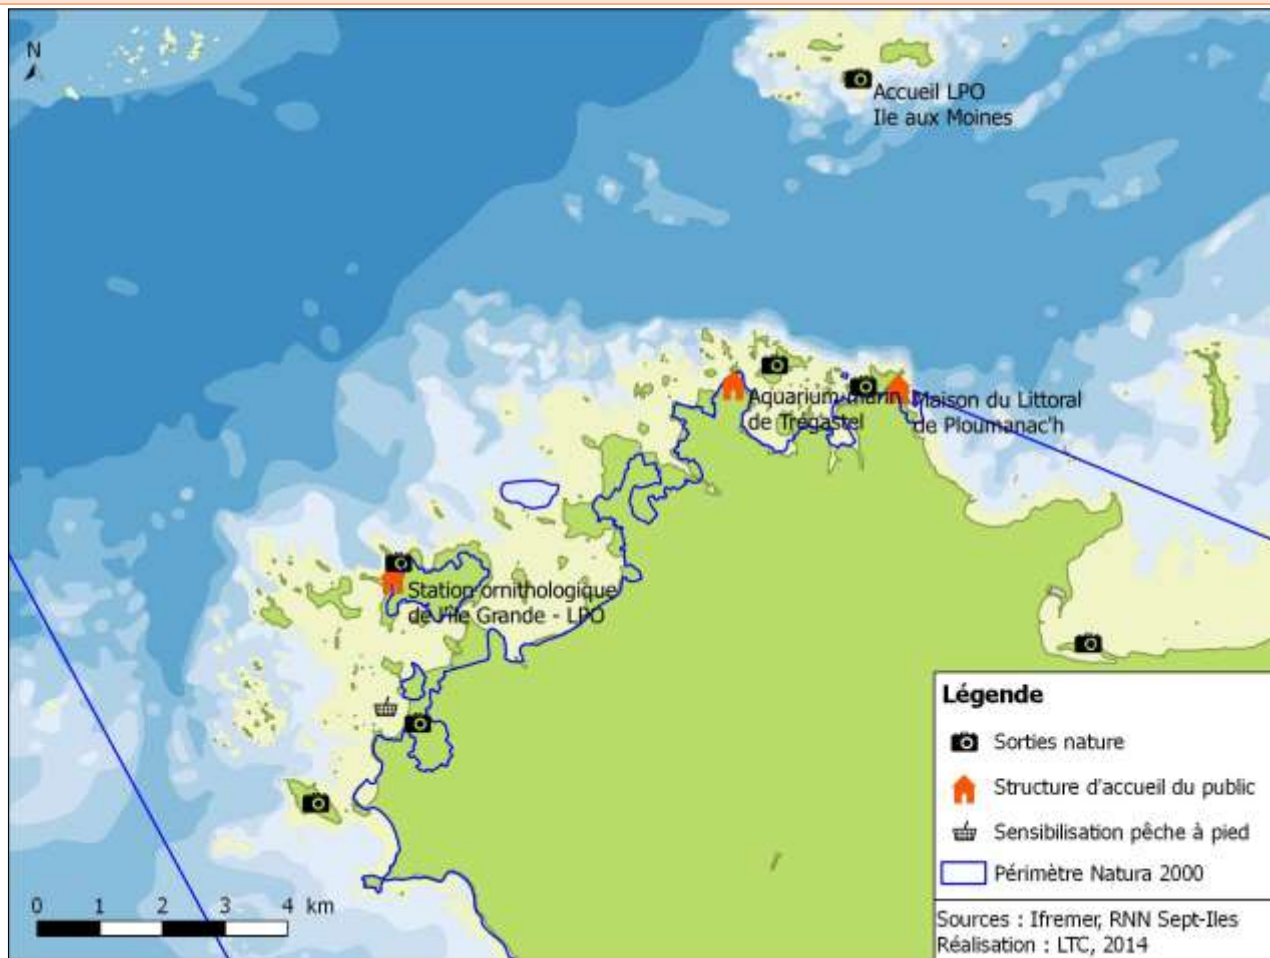 N
Accueil LPO
Ile aux Moines
Aquarium marin
de Trégastel
Maison du Littoral
de Ploumanac'h
Station ornithologique
de l'Ile Grande - LPO
0 1 2 3 4 km
Légende
Sorties nature
Structure d'accueil du public
Sensibilisation pêche à pied
Périmètre Natura 2000
Sources : Ifremer, RNN Sept-Iles
Réalisation : LTC, 2014